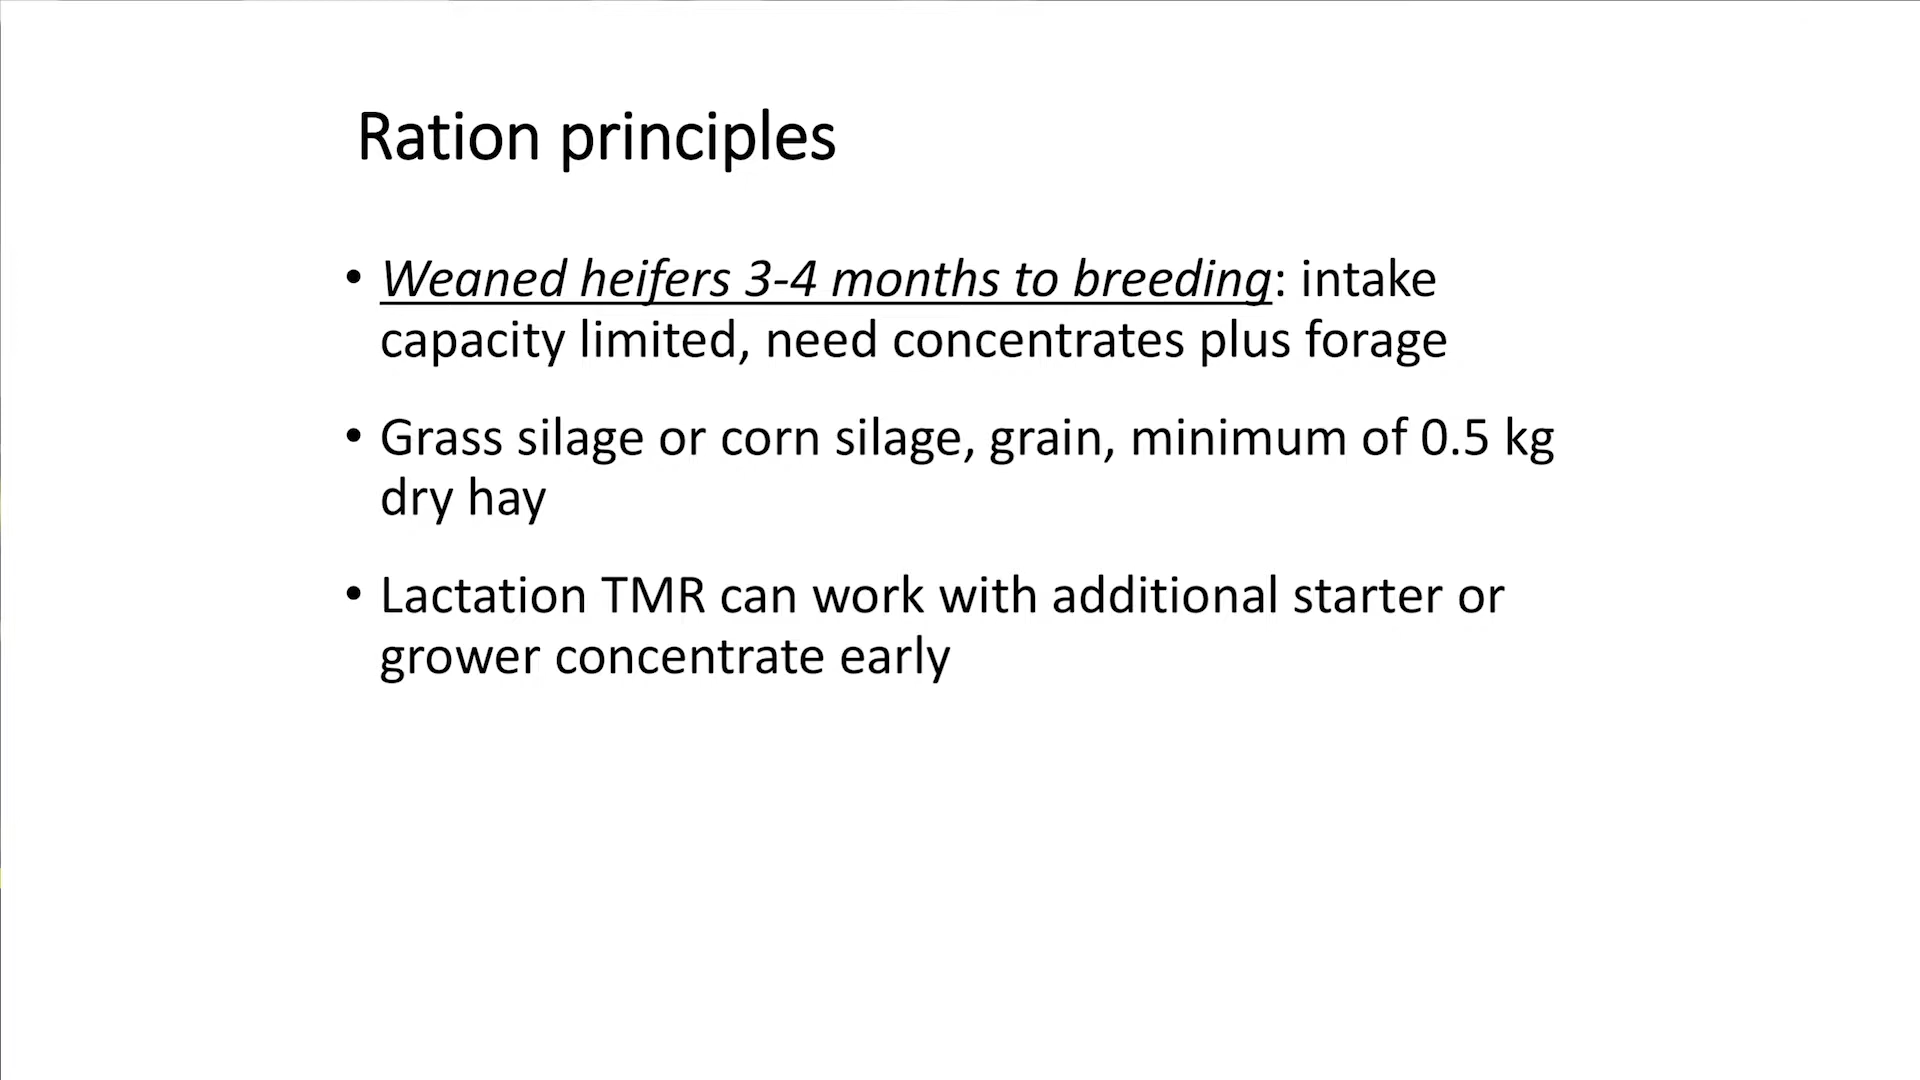 Ration principles
• Weaned heifers 3-4 months to breeding: intake
capacity limited, need concentrates plus forage
• Grass silage or corn silage, grain, minimum of 0.5 kg
dry hay
• Lactation TMR can work with additional starter or
grower concentrate early